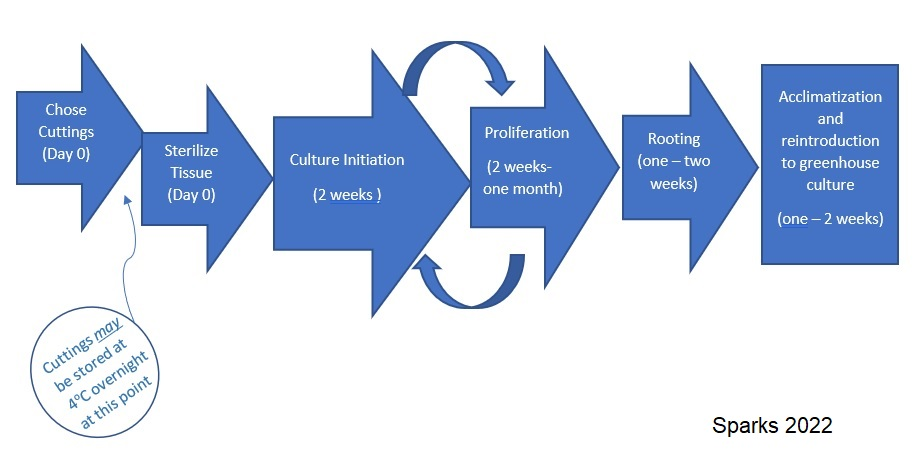 Chose
Cuttings
(Day 0)
Sterilize
Tissue
(Day 0)
Culture Initiation
(2 weeks )
Proliferation
(2 weeks-
one month)
Rooting
(one – two
weeks)
Acclimatization
and
reintroduction
to greenhouse
culture
(one – 2 weeks)
Cuttings may
be stored at
4°C overnight
at this point
Sparks 2022